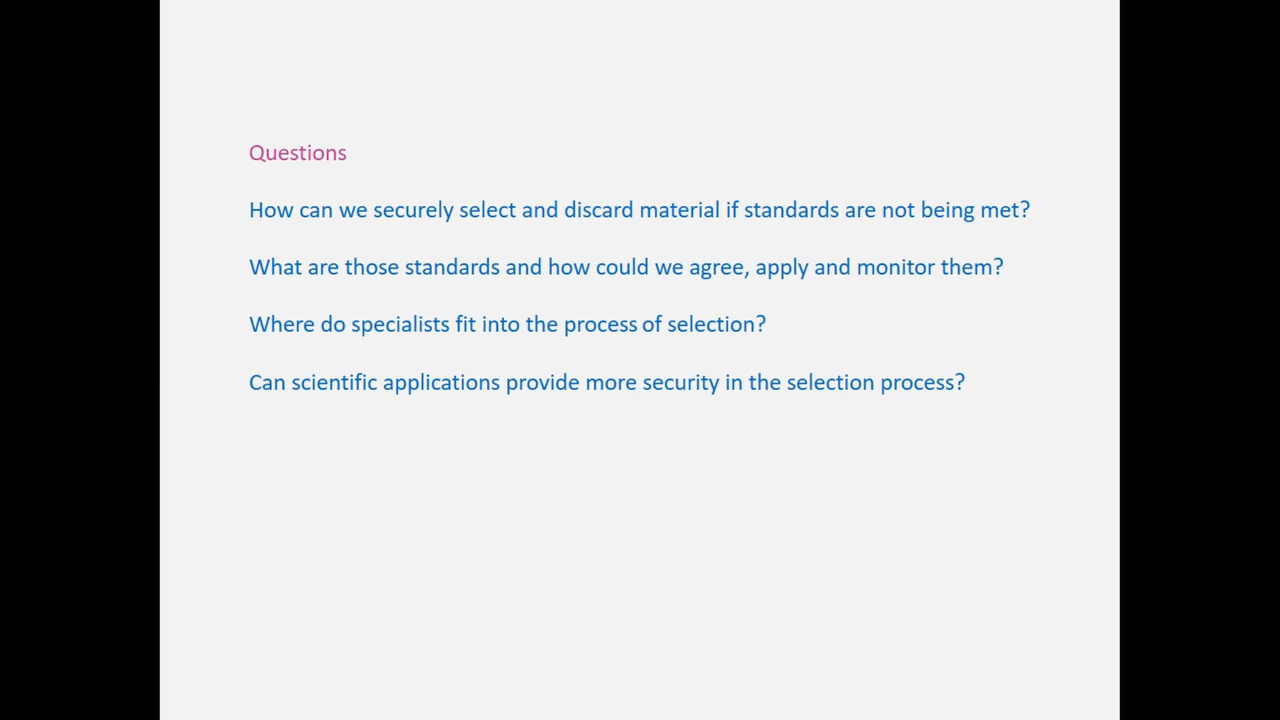 Questions
How can we securely select and discard material if standards are not being met?
What are those standards and how could we agree, apply and monitor them?
Where do specialists fit into the process of selection?
Can scientific applications provide more security in the selection process?